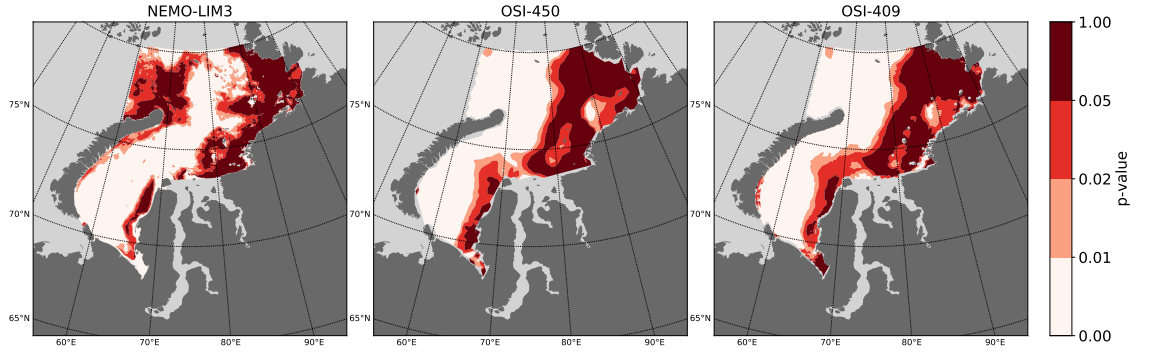 NEMO-LIM3 OSI-450 OSI-409
75°N 75°N 75°N
70°N 70°N 70°N
65°N 65°N 65°N
60°E 70°E 80°E 90°E 60°E 70°E 80°E 90°E 60°E 70°E 80°E 90°E
1.00
0.05
0.02
0.01
0.00
p-value